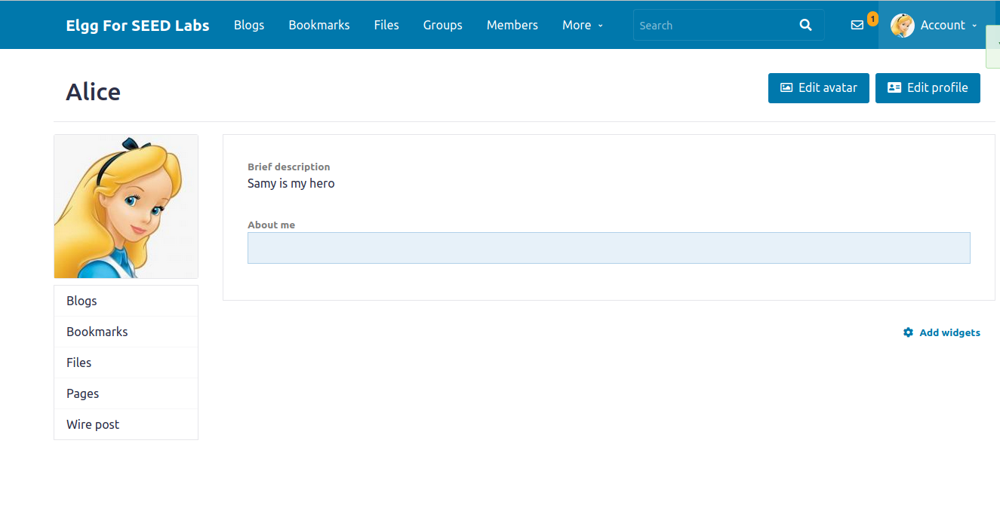 Elgg For SEED Labs Blogs Bookmarks Files Groups Members More Search 1 Account
Alice
Edit avatar Edit profile
Brief description
Samy is my hero
About me
Blogs
Bookmarks
Files
Pages
Wire post
Add widgets